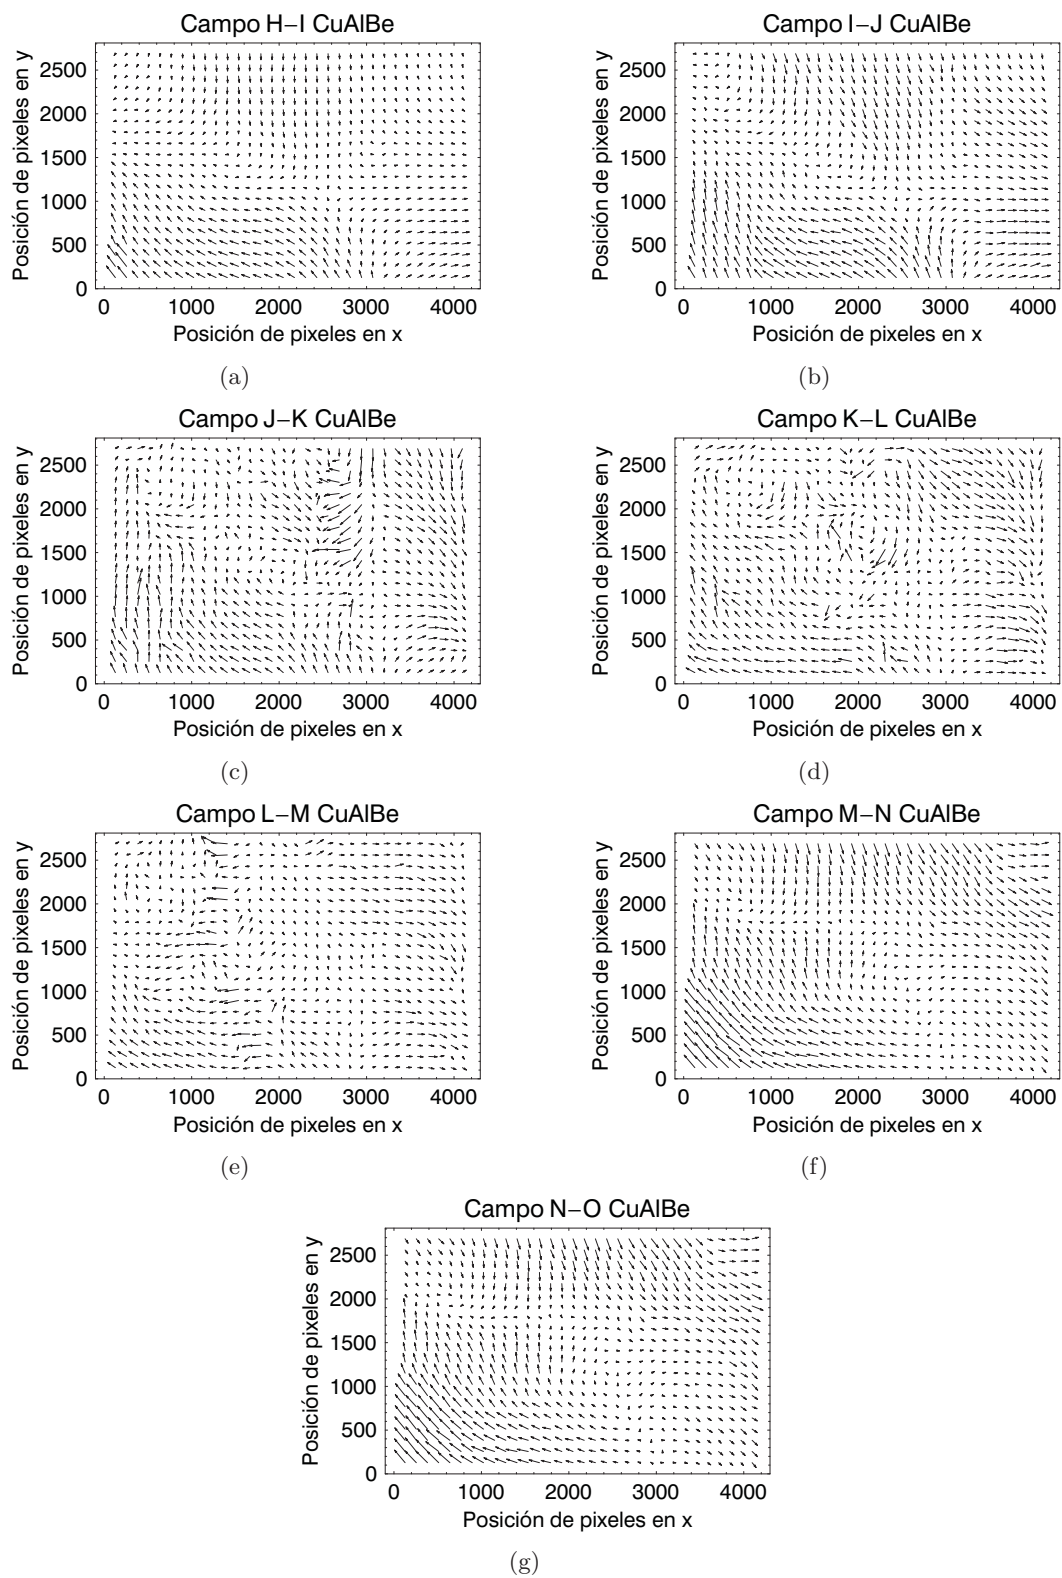 Campo H–I CuAlBe
Campo I–J CuAlBe
Posición de pixeles en y
2500
2000
1500
1000
500
0
0 1000 2000 3000 4000
Posición de pixeles en x
(a)
Posición de pixeles en y
2500
2000
1500
1000
500
0
0 1000 2000 3000 4000
Posición de pixeles en x
(b)
Campo J–K CuAlBe
Campo K–L CuAlBe
Posición de pixeles en y
2500
2000
1500
1000
500
0
0 1000 2000 3000 4000
Posición de pixeles en x
(c)
Posición de pixeles en y
2500
2000
1500
1000
500
0
0 1000 2000 3000 4000
Posición de pixeles en x
(d)
Campo L–M CuAlBe
Campo M–N CuAlBe
Posición de pixeles en y
2500
2000
1500
1000
500
0
0 1000 2000 3000 4000
Posición de pixeles en x
(e)
Posición de pixeles en y
2500
2000
1500
1000
500
0
0 1000 2000 3000 4000
Posición de pixeles en x
(f)
Campo N–O CuAlBe
Posición de pixeles en y
2500
2000
1500
1000
500
0
0 1000 2000 3000 4000
Posición de pixeles en x
(g)